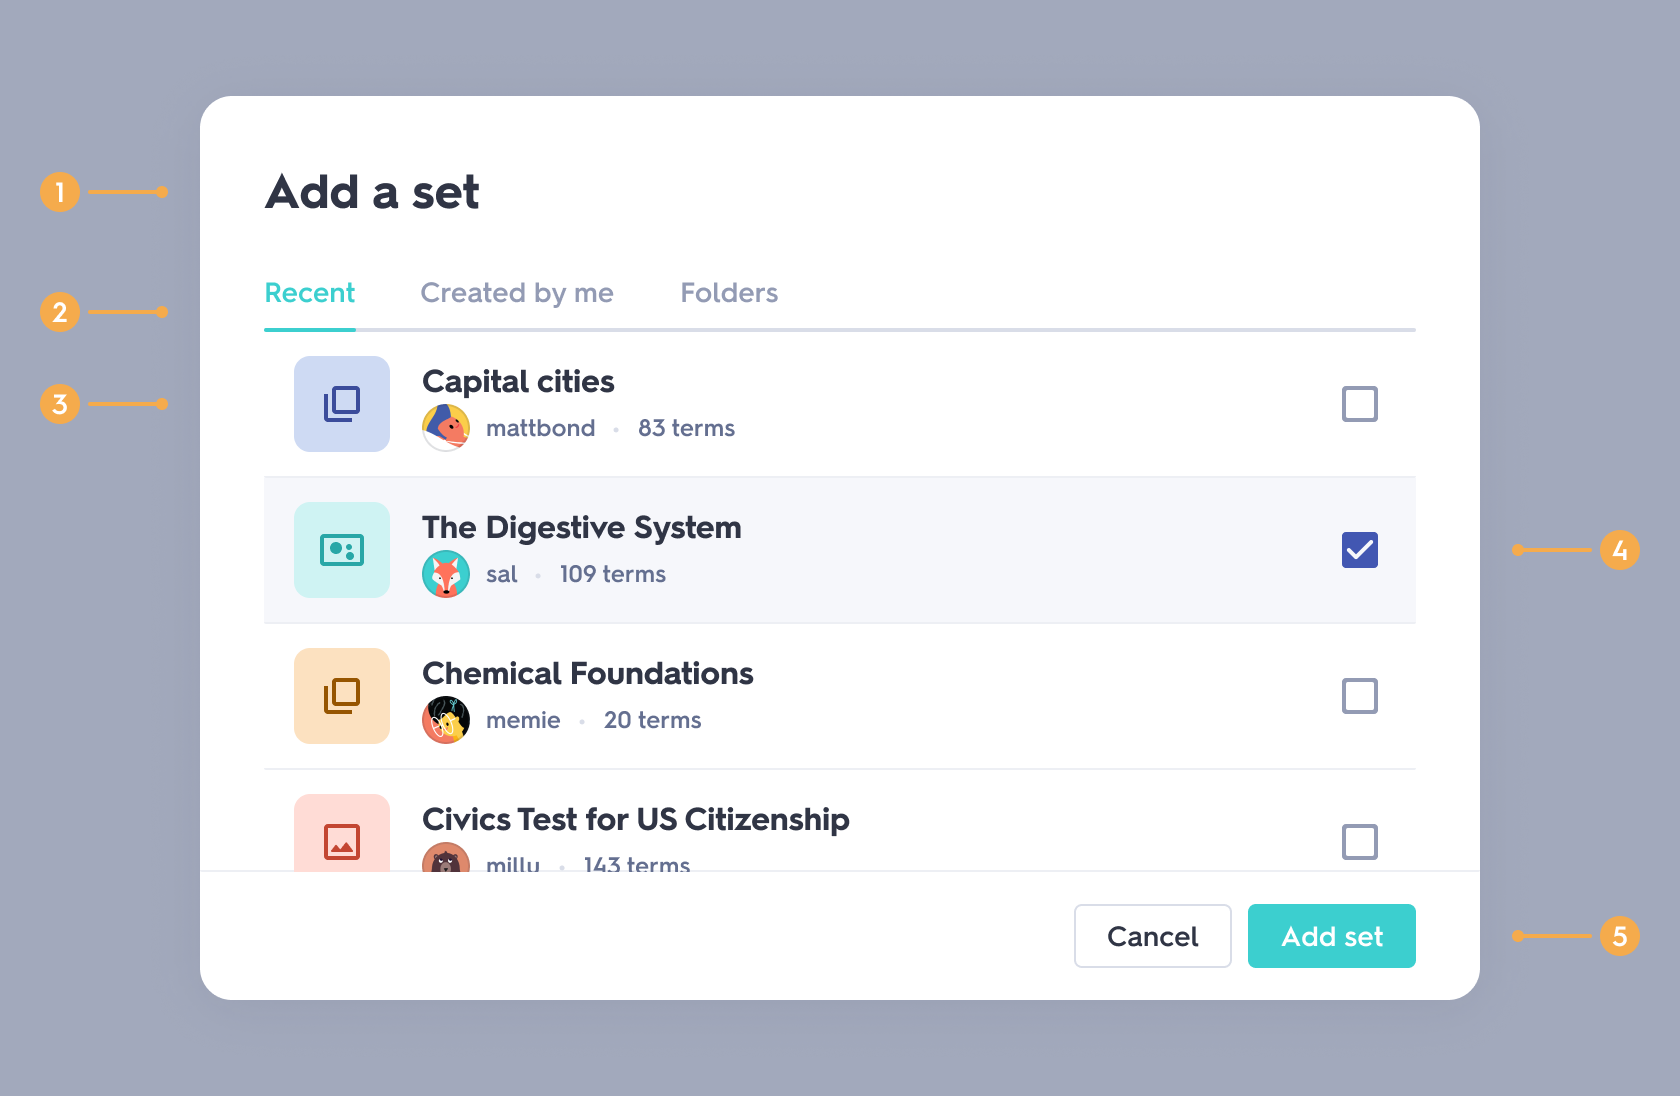 1
Add a set
2
Recent Created by me Folders
3
Capital cities
mattbond · 83 terms
The Digestive System
sal · 109 terms
4
Chemical Foundations
memie · 20 terms
Civics Test for US Citizenship
milly · 143 terms
Cancel Add set
5